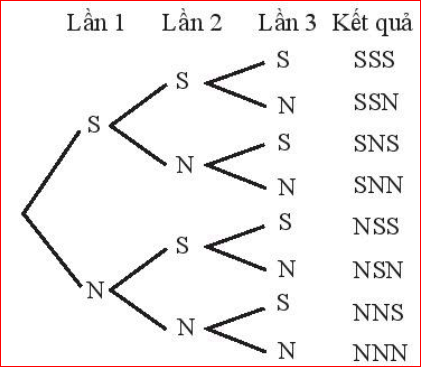 Lần 1 Lần 2 Lần 3 Kết quả
S SSS
S
N SSN
S
S SNS
N
N SNN
S NSS
S
N NSN
N
S NNS
N
N NNN